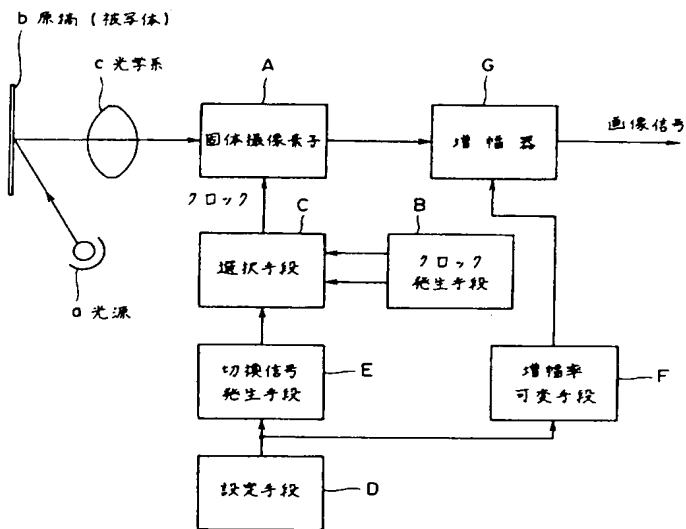 b 原稿 (被写体)
c 光学系
A
固体撮像素子
G
増幅器
画像信号
クロック
C
選択手段
B
クロック
発生手段
a 光源
切換信号
発生手段
E
増幅率
可変手段
F
設定手段
D